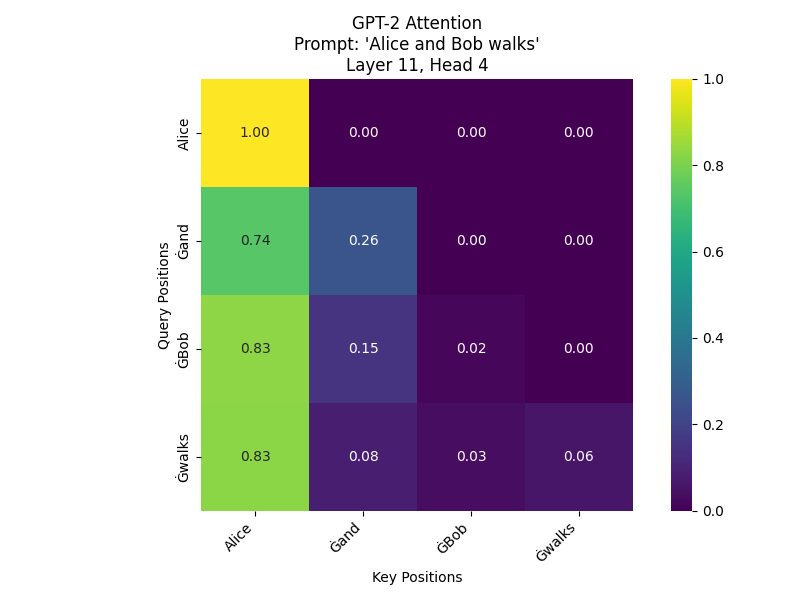 GPT-2 Attention
Prompt: 'Alice and Bob walks'
Layer 11, Head 4
1.0
Alice 1.00 0.00 0.00 0.00
0.8
Ġand 0.74 0.26 0.00 0.00
0.6
Query Positions
ĠBob 0.83 0.15 0.02 0.00
0.4
Ġwalks 0.83 0.08 0.03 0.06
0.2
0.0
Alice Ġand ĠBob Ġwalks
Key Positions